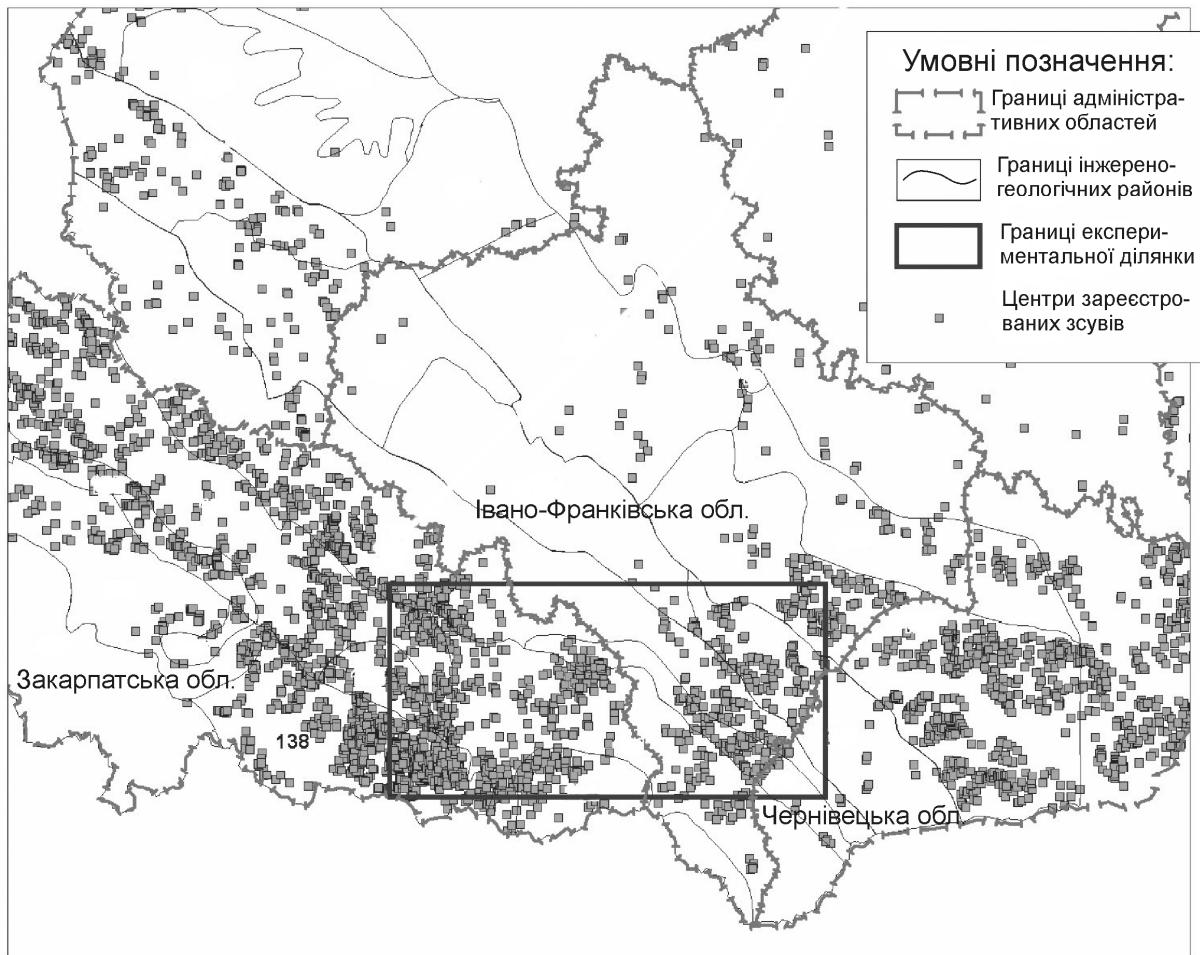 Умовні позначення:
Границі адміністра-
тивних областей
Границі інжерено-
геологічних районів
Границі експери-
ментальної ділянки
Центри зареєстро-
ваних зсувів
Івано-Франківська обл.
Закарпатська обл.
138
Чернівецька обл.